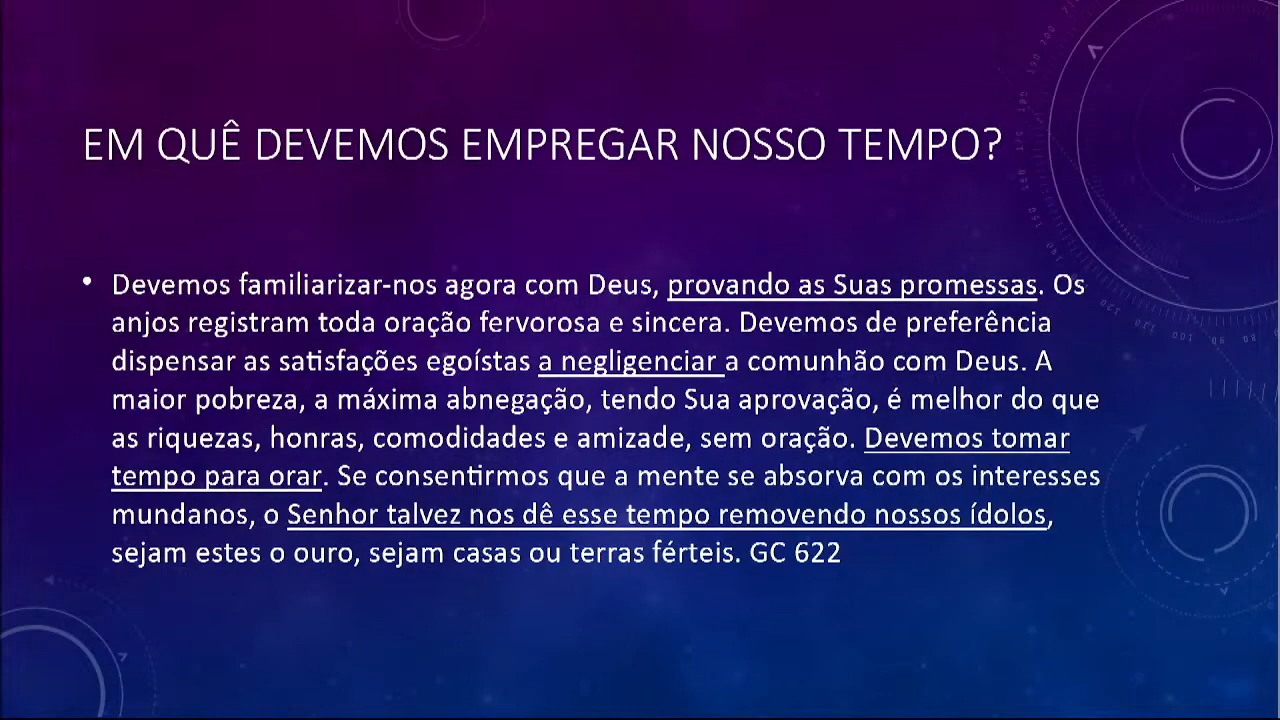 EM QUÊ DEVEMOS EMPREGAR NOSSO TEMPO?
• Devemos familiarizar-nos agora com Deus, provando as Suas promessas. Os
anjos registram toda oração fervorosa e sincera. Devemos de preferência
dispensar as satisfações egoístas a negligenciar a comunhão com Deus. A
maior pobreza, a máxima abnegação, tendo Sua aprovação, é melhor do que
as riquezas, honras, comodidades e amizade, sem oração. Devemos tomar
tempo para orar. Se consentirmos que a mente se absorva com os interesses
mundanos, o Senhor talvez nos dê esse tempo removendo nossos ídolos,
sejam estes o ouro, sejam casas ou terras férteis. GC 622